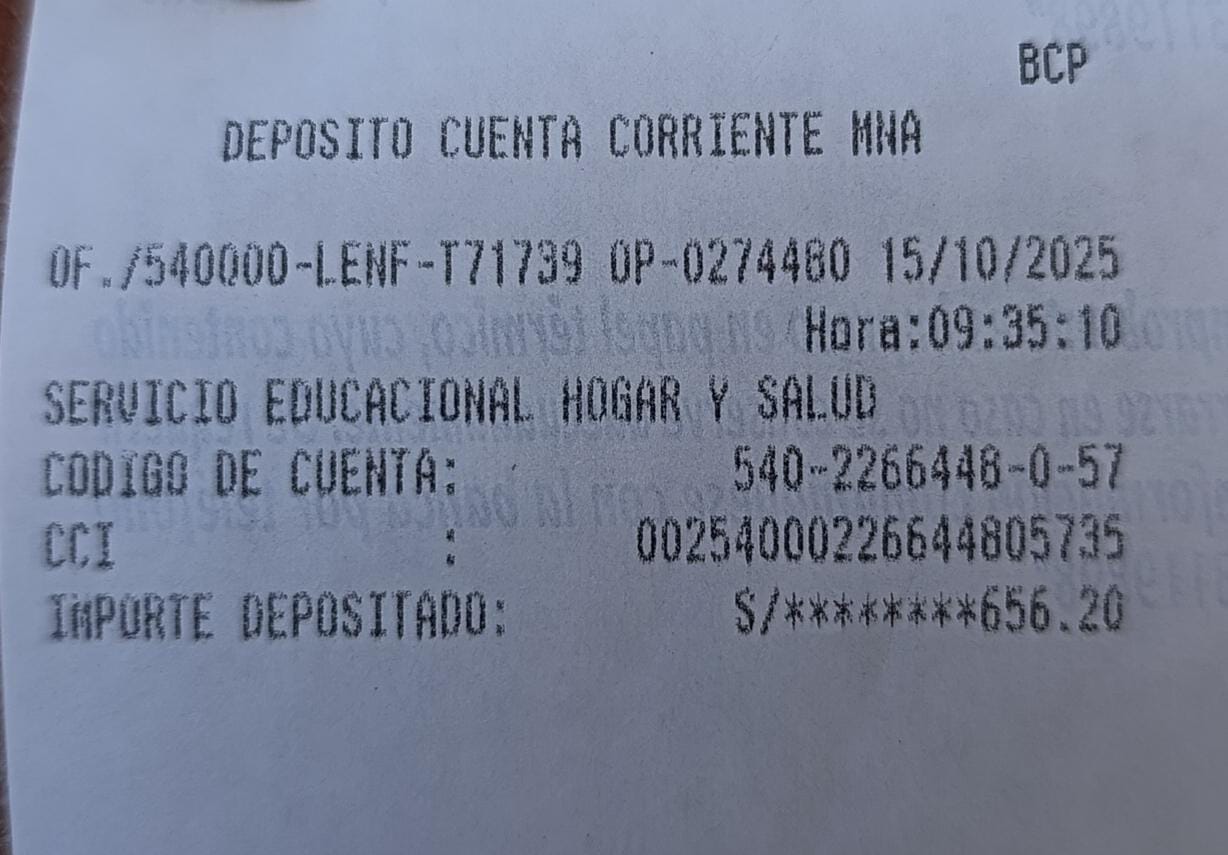 BCP
DEPOSITO CUENTA CORRIENTE MNA
OF./540000-LENF-T71739 OP-0274480 15/10/2025
Hora:09:35:10
SERVICIO EDUCACIONAL HOGAR Y SALUD
CODIGO DE CUENTA: 540-2266448-0-57
CCI : 00254000226644805735
IMPORTE DEPOSITADO: S/********656.20